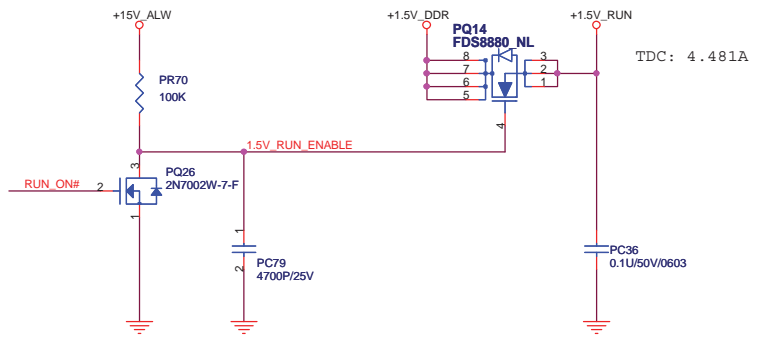 +15V_ALW
+1.5V_DDR
+1.5V_RUN
PQ14
FDS8880_NL
TDC: 4.481A
8
7
6
5
3
2
1
4
PR70
100K
1.5V_RUN_ENABLE
3
PQ26
2N7002W-7-F
RUN_ON#
2
1
1
2
PC79
4700P/25V
PC36
0.1U/50V/0603